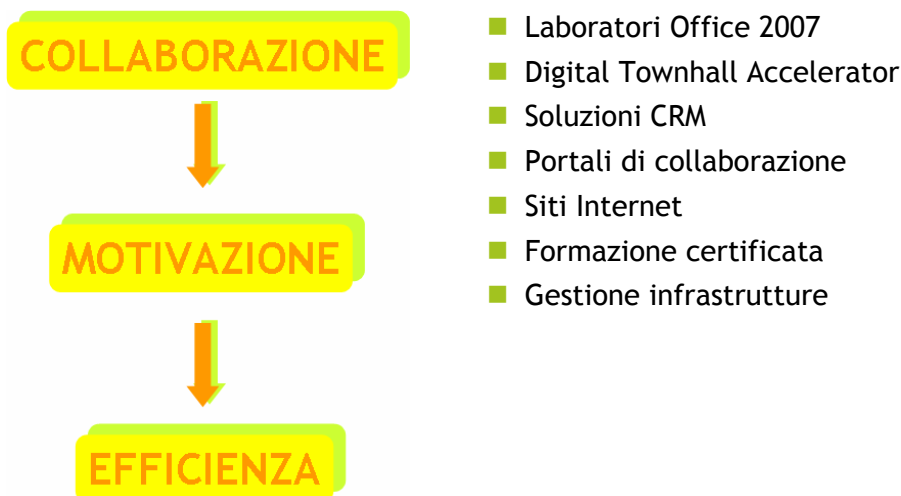 COLLABORAZIONE
MOTIVAZIONE
EFFICIENZA
Laboratori Office 2007
Digital Townhall Accelerator
Soluzioni CRM
Portali di collaborazione
Siti Internet
Formazione certificata
Gestione infrastrutture